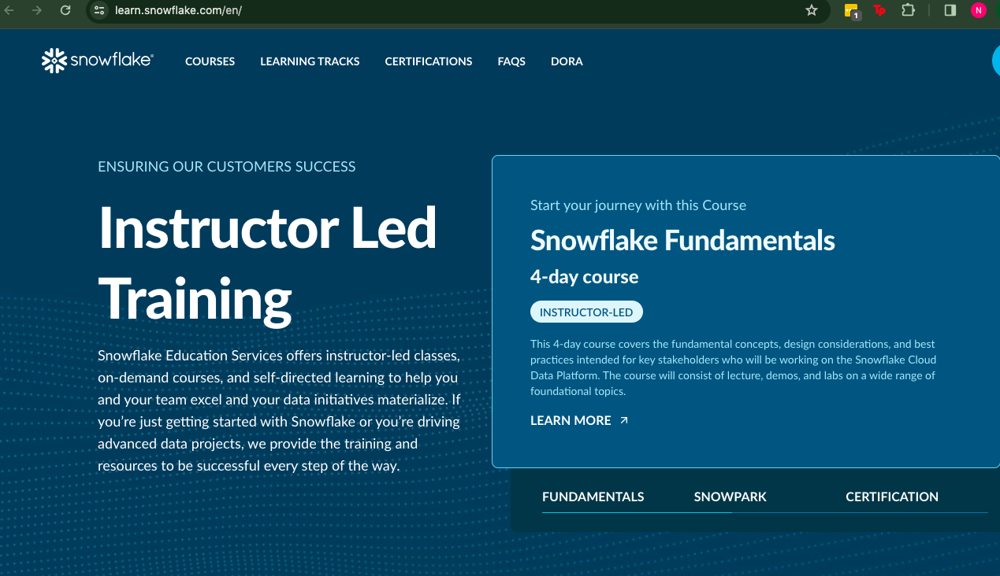 learn.snowflake.com/en/
1
Tp
N
snowflake®
COURSES
LEARNING TRACKS
CERTIFICATIONS
FAQS
DORA
ENSURING OUR CUSTOMERS SUCCESS
Instructor Led
Training
Snowflake Education Services offers instructor-led classes,
on-demand courses, and self-directed learning to help you
and your team excel and your data initiatives materialize. If
you’re just getting started with Snowflake or you’re driving
advanced data projects, we provide the training and
resources to be successful every step of the way.
Start your journey with this Course
Snowflake Fundamentals
4-day course
INSTRUCTOR-LED
This 4-day course covers the fundamental concepts, design considerations, and best
practices intended for key stakeholders who will be working on the Snowflake Cloud
Data Platform. The course will consist of lecture, demos, and labs on a wide range of
foundational topics.
LEARN MORE
FUNDAMENTALS
SNOWPARK
CERTIFICATION